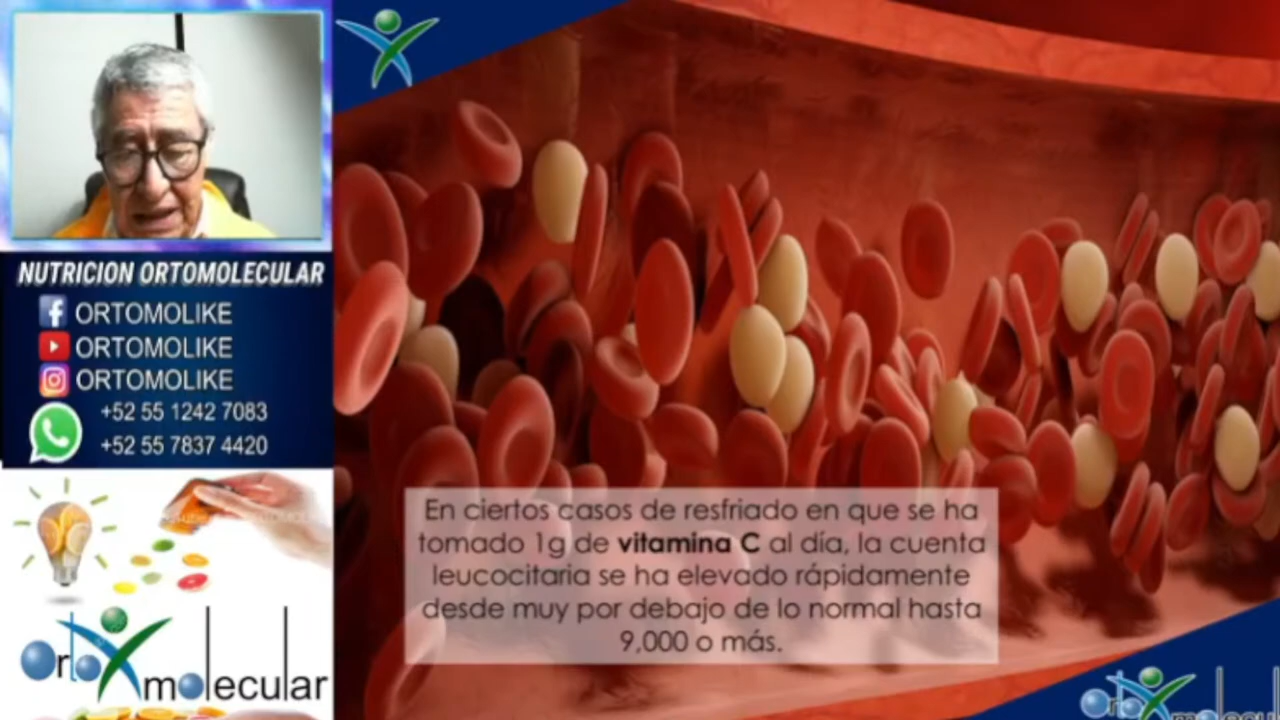 NUTRICION ORTOMOLECULAR
ORTOMOLIKE
ORTOMOLIKE
ORTOMOLIKE
+52 55 1242 7083
+52 55 7837 4420
Orto molecular
En ciertos casos de resfriado en que se ha
tomado 1g de vitamina C al día, la cuenta
leucocitaria se ha elevado rápidamente
desde muy por debajo de lo normal hasta
9,000 o más.